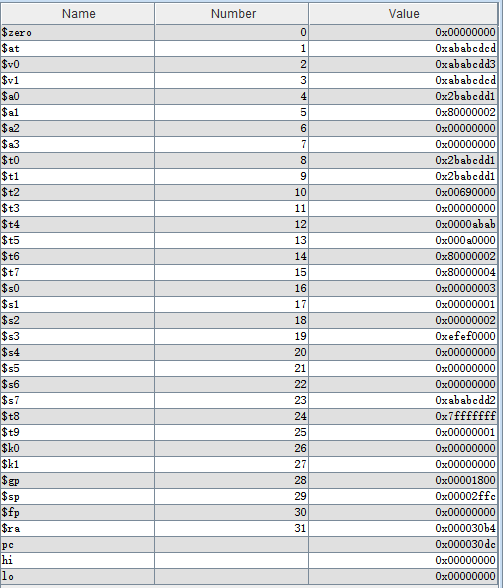 Name Number Value
$zero 0 0x00000000
$at 1 0xababcdcd
$v0 2 0xababcdd3
$v1 3 0xababcdcd
$a0 4 0x2babcdd1
$a1 5 0x80000002
$a2 6 0x00000000
$a3 7 0x00000000
$t0 8 0x2babcdd1
$t1 9 0x2babcdd1
$t2 10 0x00690000
$t3 11 0x00000000
$t4 12 0x0000abab
$t5 13 0x000a0000
$t6 14 0x80000002
$t7 15 0x80000004
$s0 16 0x00000003
$s1 17 0x00000001
$s2 18 0x00000002
$s3 19 0xefef0000
$s4 20 0x00000000
$s5 21 0x00000000
$s6 22 0x00000000
$s7 23 0xababcdd2
$t8 24 0x7fffffff
$t9 25 0x00000001
$k0 26 0x00000000
$k1 27 0x00000000
$gp 28 0x00001800
$sp 29 0x00002ffc
$fp 30 0x00000000
$ra 31 0x000030b4
pc 0x000030dc
hi 0x00000000
lo 0x00000000